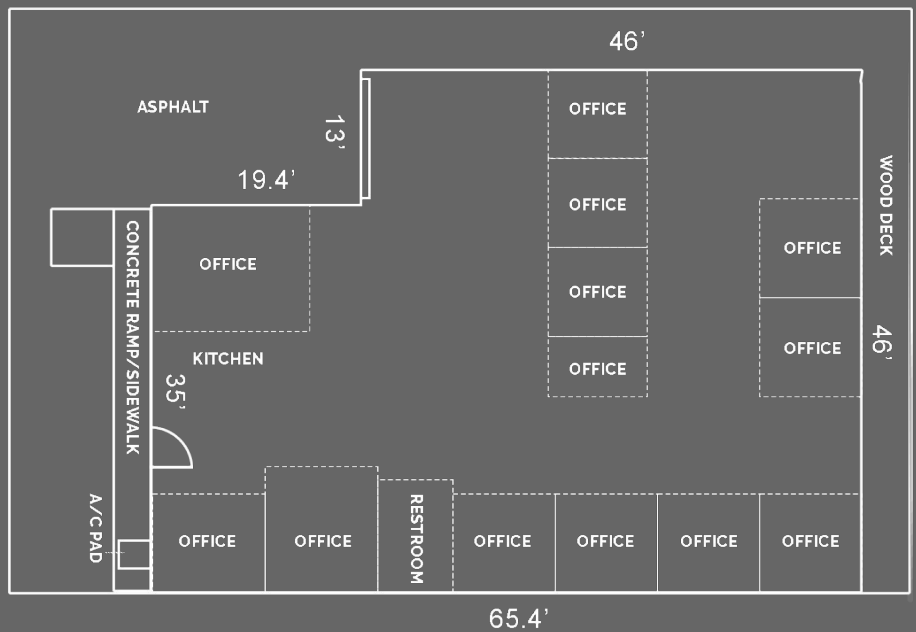 46’
ASPHALT
OFFICE
13’
19.4’
WOOD DECK
OFFICE
CONCRETE RAMP/SIDEWALK
OFFICE
OFFICE
OFFICE
46’
OFFICE
KITCHEN
OFFICE
35’
A/C PAD
OFFICE
OFFICE
RESTROOM
OFFICE
OFFICE
OFFICE
OFFICE
65.4’